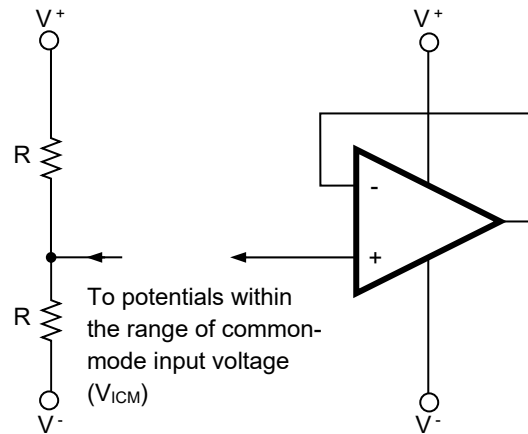 V+
V+
R
-
+
R
To potentials within
the range of common-
mode input voltage
(VICM)
V-
V-